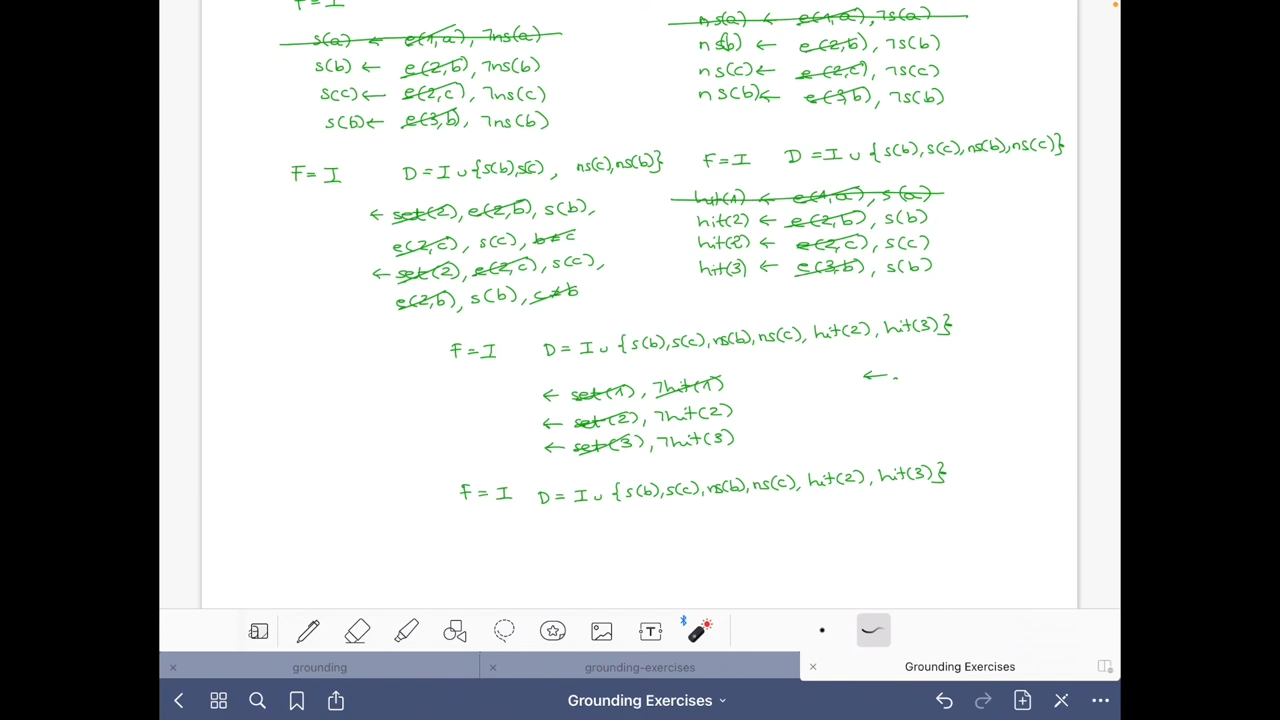 F = I
s(a) ← e(1,a), ¬ns(a)
s(b) ← e(2,b), ¬ns(b)
s(c) ← e(2,c), ¬ns(c)
s(b) ← e(3,b), ¬ns(b)
ns(a) ← e(1,a), ¬s(a)
ns(b) ← e(2,b), ¬s(b)
ns(c) ← e(2,c), ¬s(c)
ns(b) ← e(3,b), ¬s(b)
F = I D = I ∪ {s(b),s(c), ns(c),ns(b)}
← set(2), e(2,b), s(b),
e(2,c), s(c), b≠c
← set(2), e(2,c), s(c),
e(2,b), s(b), c≠b
F = I D = I ∪ {s(b),s(c),ns(b),ns(c)}
hit(1) ← e(1,a), s(a)
hit(2) ← e(2,b), s(b)
hit(2) ← e(2,c), s(c)
hit(3) ← e(3,b), s(b)
F = I D = I ∪ {s(b),s(c),ns(b),ns(c), hit(2), hit(3)}
← set(1), ¬hit(1)
← set(2), ¬hit(2)
← set(3), ¬hit(3)
← .
F = I D = I ∪ {s(b),s(c),ns(b),ns(c), hit(2), hit(3)}
T
× grounding
× grounding-exercises
× Grounding Exercises
Grounding Exercises